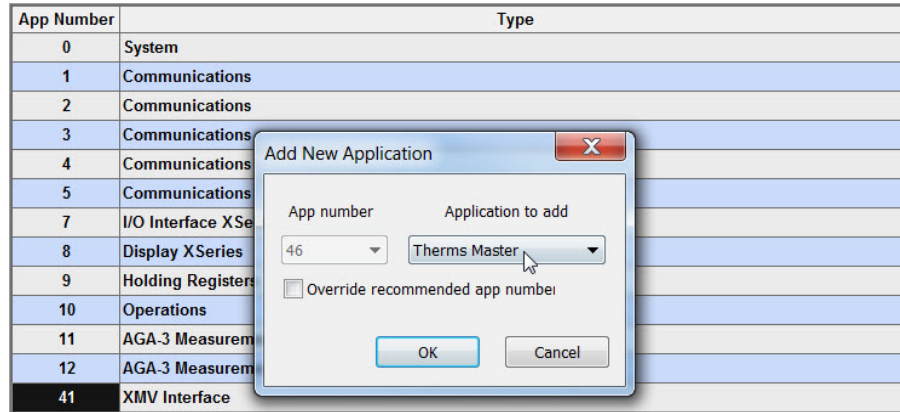 App Number Type
0 System
1 Communications
2 Communications
3 Communications
Add New Application
4 Communications
5 Communications
App number Application to add
7 I/O Interface XSe
8 Display XSeries
46 Therms Master
9 Holding Registers
Override recommended app number
10 Operations
11 AGA-3 Measurem
OK Cancel
12 AGA-3 Measurem
41 XMV Interface